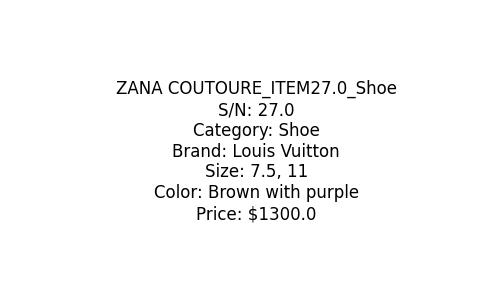 ZANA COUTOURE_ITEM27.0_Shoe
S/N: 27.0
Category: Shoe
Brand: Louis Vuitton
Size: 7.5, 11
Color: Brown with purple
Price: $1300.0